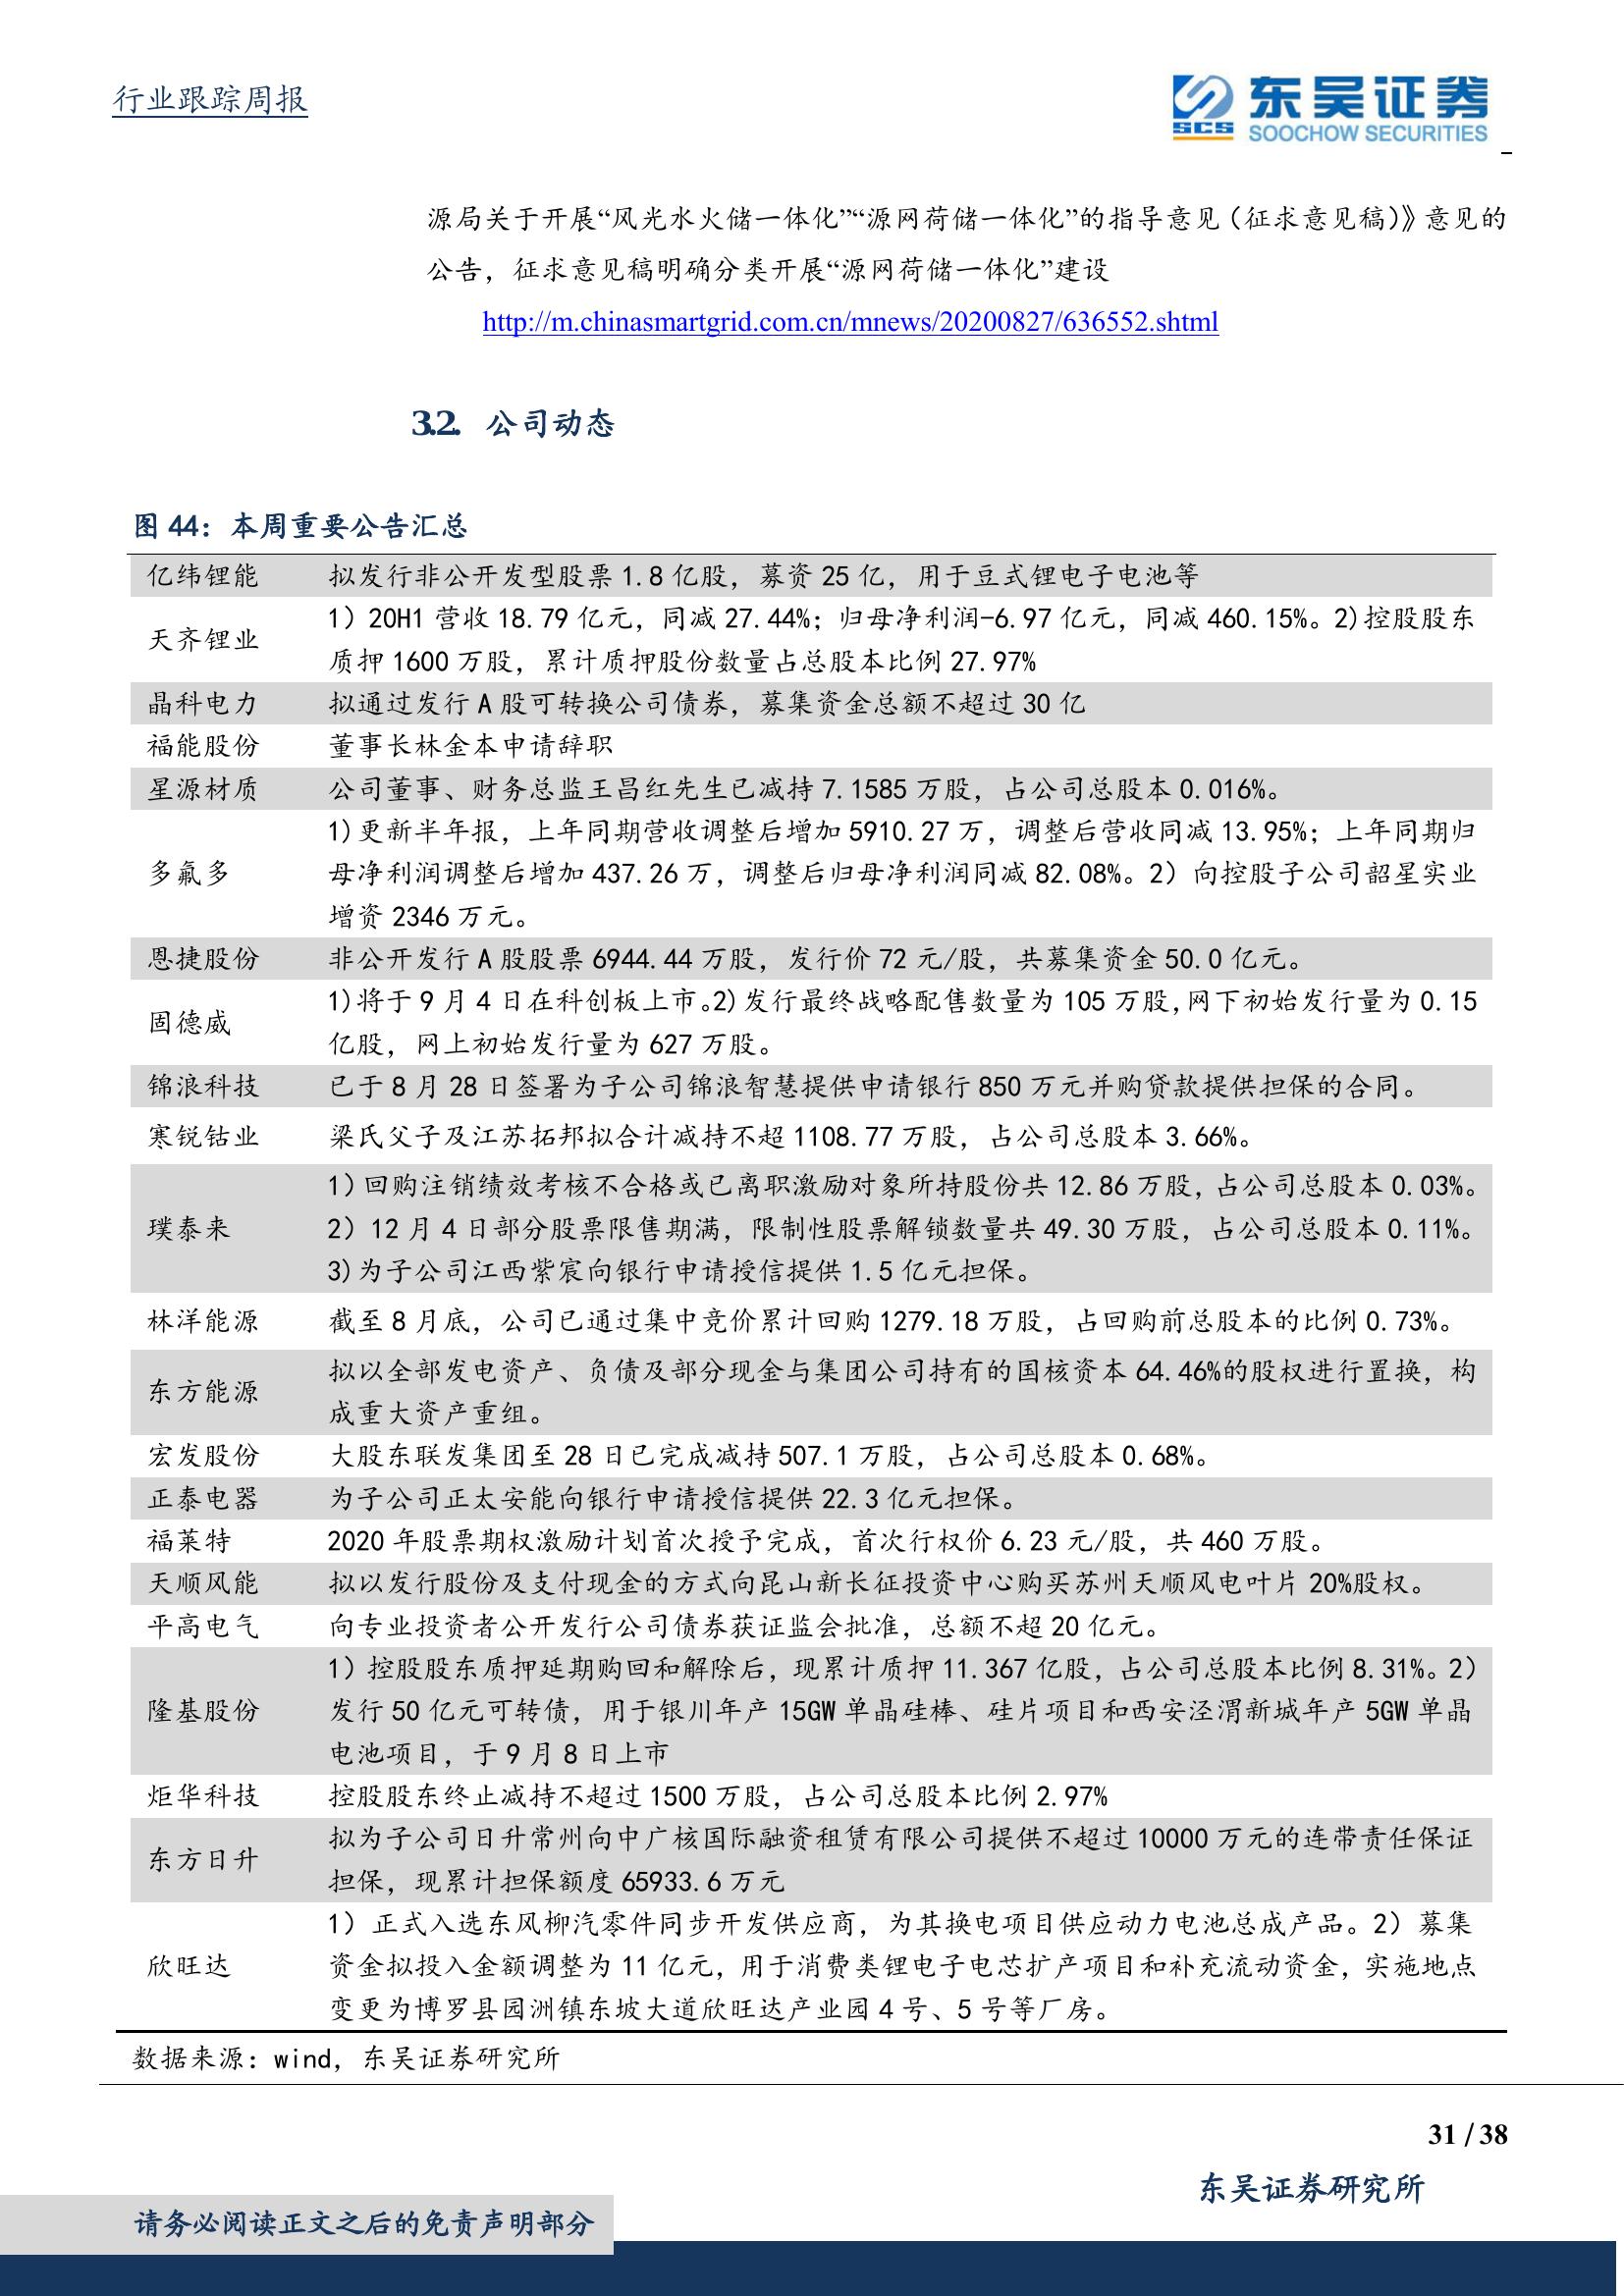 行业跟踪周报
东吴证券
SCS
SOOCHOW SECURITIES
源局关于开展“风光水火储一体化”“源网荷储一体化”的指导意见（征求意见稿）》意见的
公告，征求意见稿明确分类开展“源网荷储一体化”建设
http://m.chinasmartgrid.com.cn/mnews/20200827/636552.shtml
3.2. 公司动态
图 44：本周重要公告汇总
亿纬锂能 拟发行非公开发型股票 1.8 亿股，募资 25 亿，用于豆式锂电子电池等
天齐锂业 1）20H1 营收 18.79 亿元，同减 27.44%；归母净利润-6.97 亿元，同减 460.15%。2)控股股东
质押 1600 万股，累计质押股份数量占总股本比例 27.97%
晶科电力 拟通过发行 A 股可转换公司债券，募集资金总额不超过 30 亿
福能股份 董事长林金本申请辞职
星源材质 公司董事、财务总监王昌红先生已减持 7.1585 万股，占公司总股本 0.016%。
多氟多 1)更新半年报，上年同期营收调整后增加 5910.27 万，调整后营收同减 13.95%；上年同期归
母净利润调整后增加 437.26 万，调整后归母净利润同减 82.08%。2）向控股子公司韶星实业
增资 2346 万元。
恩捷股份 非公开发行 A 股股票 6944.44 万股，发行价 72 元/股，共募集资金 50.0 亿元。
固德威 1)将于 9 月 4 日在科创板上市。2)发行最终战略配售数量为 105 万股,网下初始发行量为 0.15
亿股，网上初始发行量为 627 万股。
锦浪科技 已于 8 月 28 日签署为子公司锦浪智慧提供申请银行 850 万元并购贷款提供担保的合同。
寒锐钴业 梁氏父子及江苏拓邦拟合计减持不超 1108.77 万股，占公司总股本 3.66%。
璞泰来 1)回购注销绩效考核不合格或已离职激励对象所持股份共 12.86 万股，占公司总股本 0.03%。
2）12 月 4 日部分股票限售期满，限制性股票解锁数量共 49.30 万股，占公司总股本 0.11%。
3)为子公司江西紫宸向银行申请授信提供 1.5 亿元担保。
林洋能源 截至 8 月底，公司已通过集中竞价累计回购 1279.18 万股，占回购前总股本的比例 0.73%。
东方能源 拟以全部发电资产、负债及部分现金与集团公司持有的国核资本 64.46%的股权进行置换，构
成重大资产重组。
宏发股份 大股东联发集团至 28 日已完成减持 507.1 万股，占公司总股本 0.68%。
正泰电器 为子公司正太安能向银行申请授信提供 22.3 亿元担保。
福莱特 2020 年股票期权激励计划首次授予完成，首次行权价 6.23 元/股，共 460 万股。
天顺风能 拟以发行股份及支付现金的方式向昆山新长征投资中心购买苏州天顺风电叶片 20%股权。
平高电气 向专业投资者公开发行公司债券获证监会批准，总额不超 20 亿元。
隆基股份 1）控股股东质押延期购回和解除后，现累计质押 11.367 亿股，占公司总股本比例 8.31%。2）
发行 50 亿元可转债，用于银川年产 15GW 单晶硅棒、硅片项目和西安泾渭新城年产 5GW 单晶
电池项目，于 9 月 8 日上市
炬华科技 控股股东终止减持不超过 1500 万股，占公司总股本比例 2.97%
东方日升 拟为子公司日升常州向中广核国际融资租赁有限公司提供不超过 10000 万元的连带责任保证
担保，现累计担保额度 65933.6 万元
欣旺达 1）正式入选东风柳汽零件同步开发供应商，为其换电项目供应动力电池总成产品。2）募集
资金拟投入金额调整为 11 亿元，用于消费类锂电子电芯扩产项目和补充流动资金，实施地点
变更为博罗县园洲镇东坡大道欣旺达产业园 4 号、5 号等厂房。
数据来源：wind，东吴证券研究所
31 / 38
东吴证券研究所
请务必阅读正文之后的免责声明部分